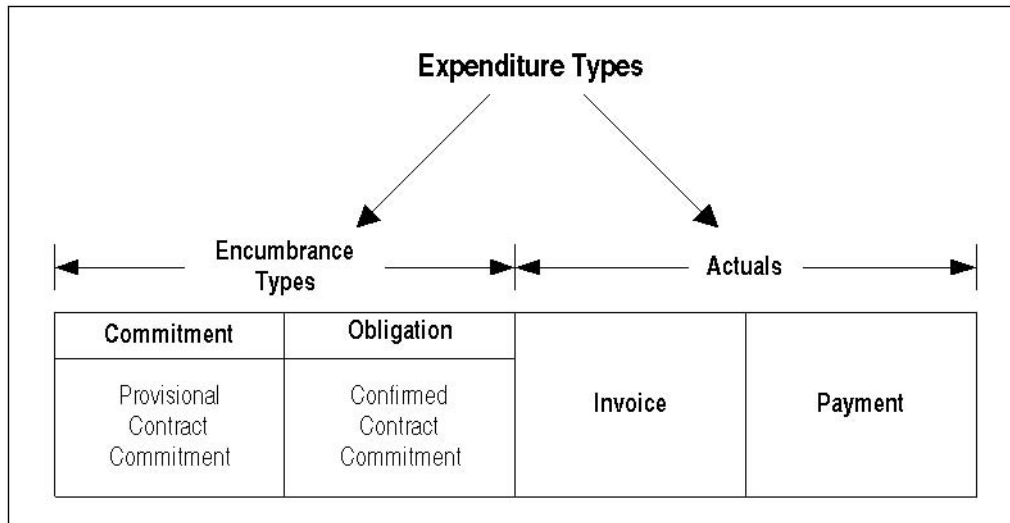 Expenditure Types
Encumbrance
Types
Actuals
Commitment
Obligation
Provisional
Contract
Commitment
Confirmed
Contract
Commitment
Invoice
Payment